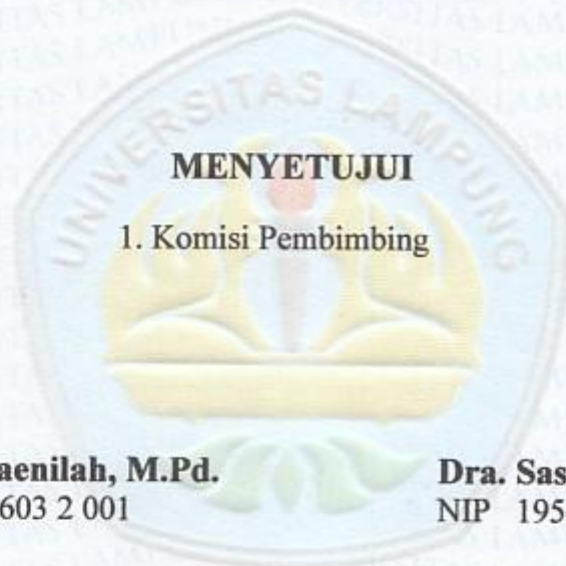 UNIVERSITAS LAMPUNG
MENYETUJUI
1. Komisi Pembimbing
aenilah, M.Pd.
603 2 001
Dra. Sas
NIP 195